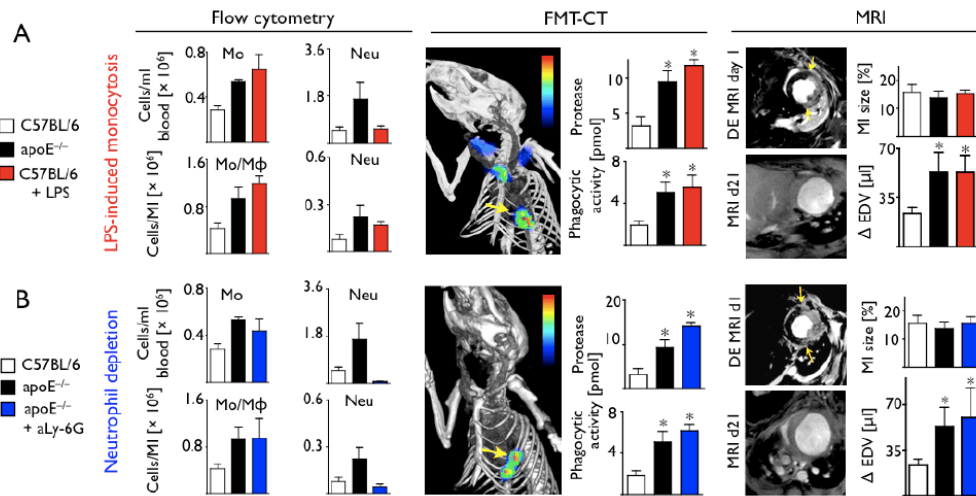 Flow cytometry
FMT-CT
MRI
A
LPS-induced monocytosis
C57BL/6
apoE-/-
C57BL/6
+ LPS
Cells/ml
blood [× 10⁶]
0.8
0.4
Mo
3.6
1.8
Neu
Cells/MI [× 10⁶]
1.6
0.8
Mo/MΦ
0.6
0.3
Neu
Protease
[pmol]
10
5
0
* *
Phagocytic
activity
8
4
0
* *
DE MRI day 1
MRI d21
MI size [%]
20
10
Δ EDV [μl]
70
35
* *
B
Neutrophil depletion
C57BL/6
apoE-/-
apoE-/-
+ aLy-6G
Cells/ml
blood [× 10⁶]
0.8
0.4
Mo
3.6
1.8
Neu
Cells/MI [× 10⁶]
1.6
0.8
Mo/MΦ
0.6
0.3
Neu
Protease
[pmol]
20
10
0
* *
Phagocytic
activity
8
4
0
* *
DE MRI d1
MRI d21
MI size [%]
20
10
Δ EDV [μl]
70
35
* *